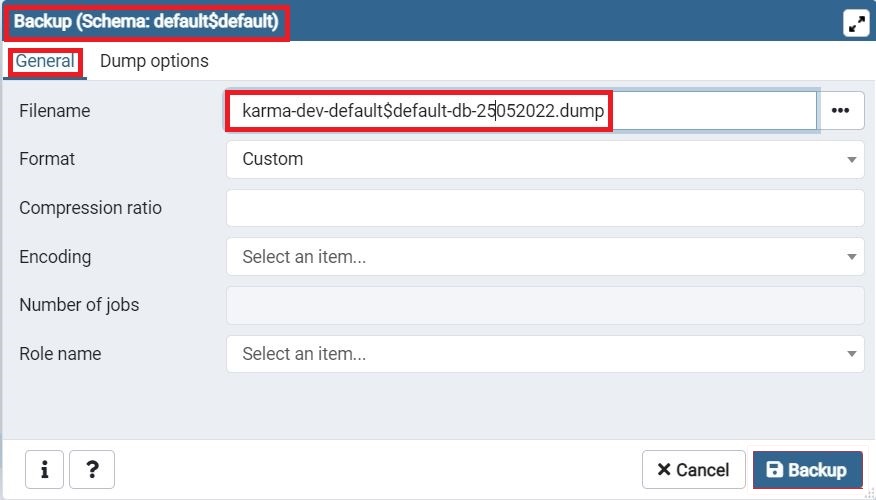 Backup (Schema: default$default)
General Dump options
Filename karma-dev-default$default-db-25052022.dump •••
Format Custom
Compression ratio
Encoding Select an item...
Number of jobs
Role name Select an item...
i ? Cancel Backup